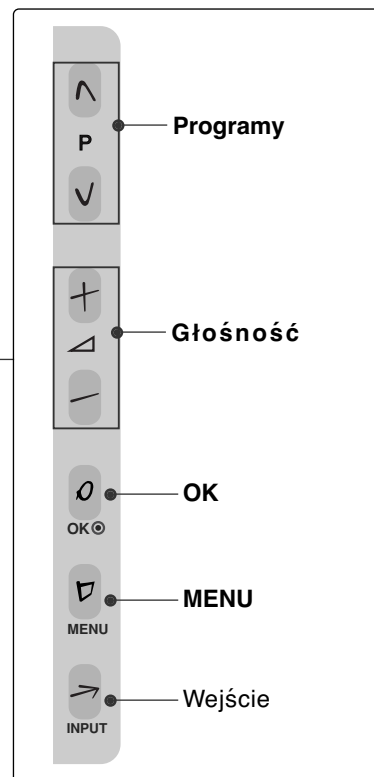 P
Programy
Głośność
OK
OK
MENU
MENU
INPUT
Wejście